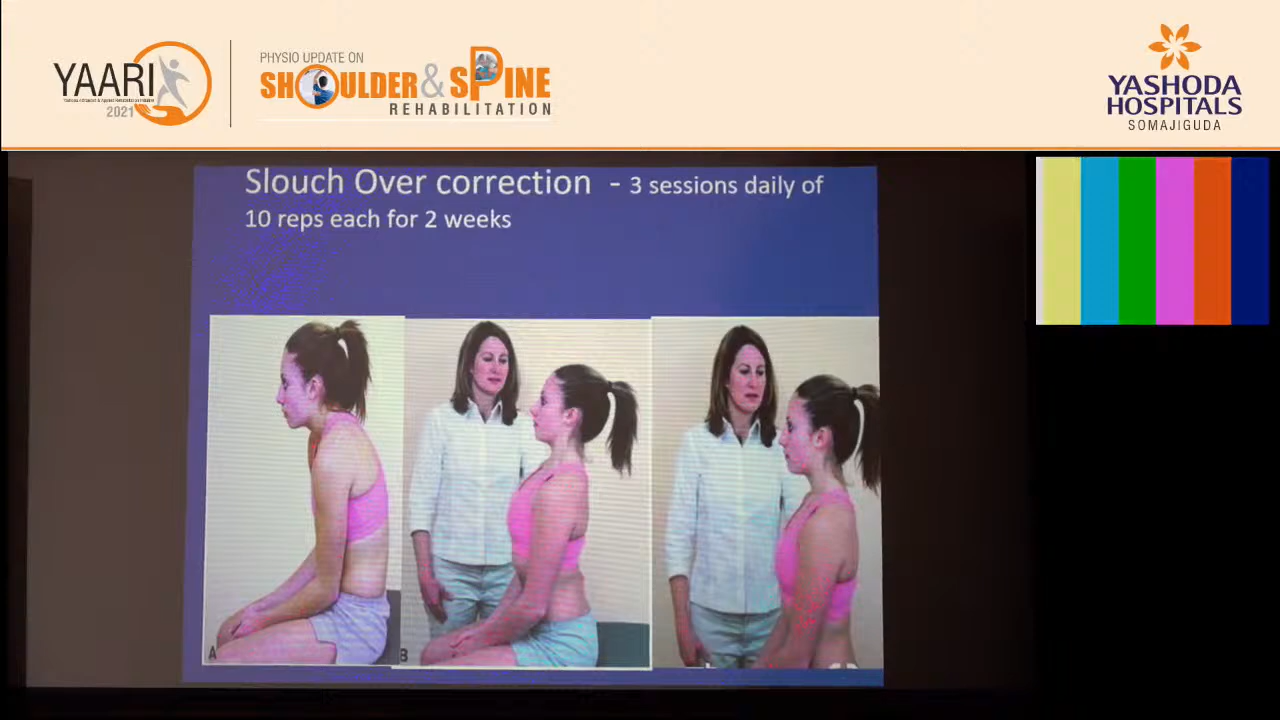 YAARI
2021
PHYSIO UPDATE ON
SHOULDER & SPINE
REHABILITATION
YASHODA
HOSPITALS
SOMAJIGUDA
Slouch Over correction - 3 sessions daily of
10 reps each for 2 weeks
A
B